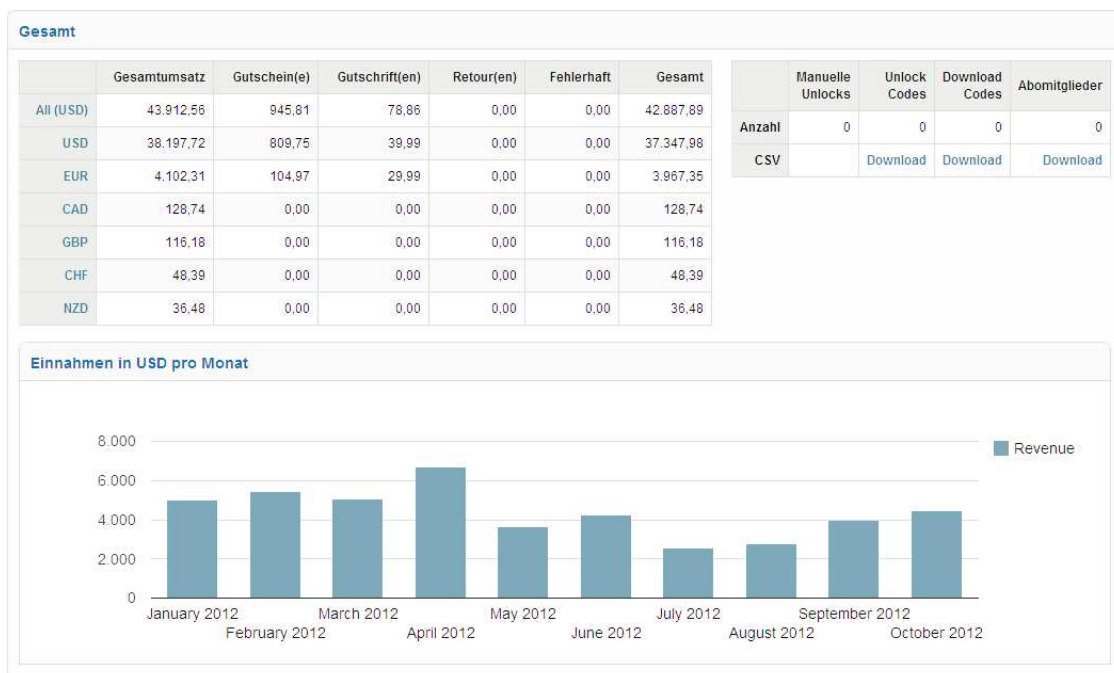 Gesamt
Gesamtumsatz Gutschein(e) Gutschrift(en) Retour(en) Fehlerhaft Gesamt
All (USD) 43.912,56 945,81 78,86 0,00 0,00 42.887,89
USD 38.197,72 809,75 39,99 0,00 0,00 37.347,98
EUR 4.102,31 104,97 29,99 0,00 0,00 3.967,35
CAD 128,74 0,00 0,00 0,00 0,00 128,74
GBP 116,18 0,00 0,00 0,00 0,00 116,18
CHF 48,39 0,00 0,00 0,00 0,00 48,39
NZD 36,48 0,00 0,00 0,00 0,00 36,48
Manuelle Unlock Download Abomitglieder
Unlocks Codes Codes
Anzahl 0 0 0 0
CSV Download Download Download
Einnahmen in USD pro Monat
8.000
6.000
4.000
2.000
0
Revenue
January 2012 March 2012 May 2012 July 2012 September 2012
February 2012 April 2012 June 2012 August 2012 October 2012